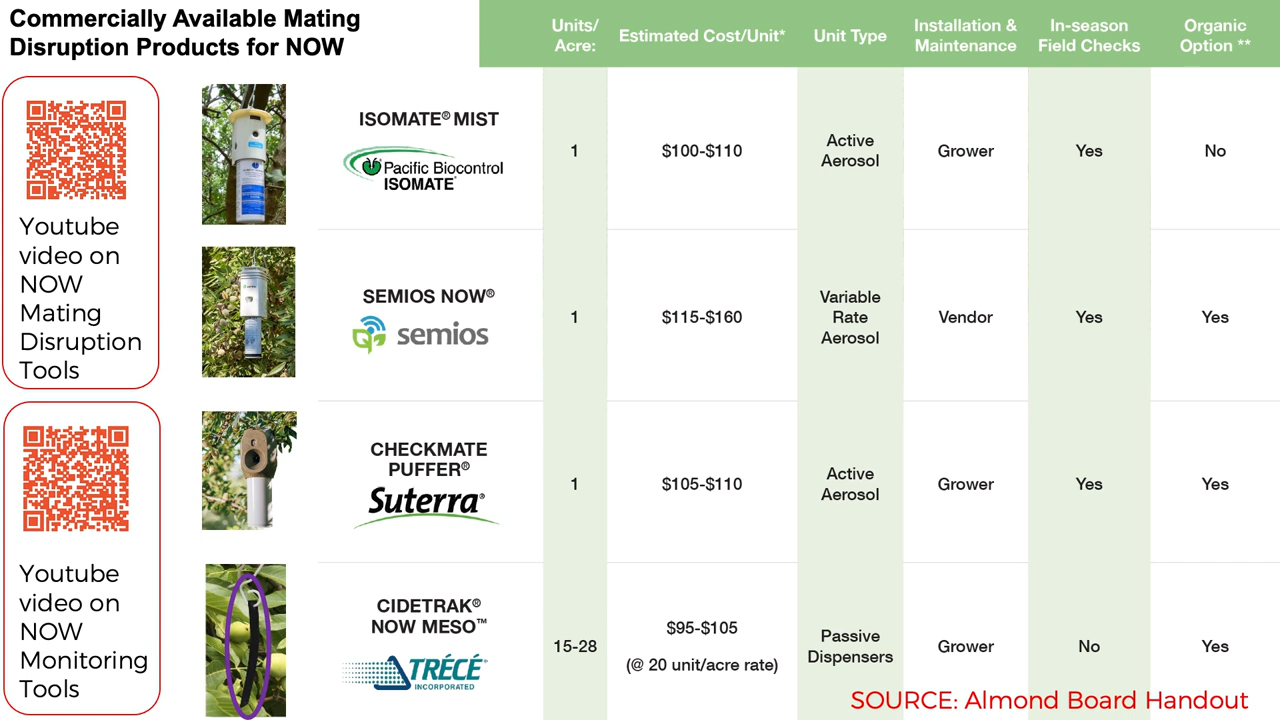 Commercially Available Mating
Disruption Products for NOW
Units/
Acre:
Estimated Cost/Unit*
Unit Type
Installation &
Maintenance
In-season
Field Checks
Organic
Option **
Youtube
video on
NOW
Mating
Disruption
Tools
ISOMATE® MIST
Pacific Biocontrol
ISOMATE®
1
$100-$110
Active
Aerosol
Grower
Yes
No
SEMIOS NOW®
semios
1
$115-$160
Variable
Rate
Aerosol
Vendor
Yes
Yes
Youtube
video on
NOW
Monitoring
Tools
CHECKMATE
PUFFER®
Suterra®
1
$105-$110
Active
Aerosol
Grower
Yes
Yes
CIDETRAK®
NOW MESO™
TRÉCÉ®
INCORPORATED
15-28
$95-$105
(@ 20 unit/acre rate)
Passive
Dispensers
Grower
No
Yes
SOURCE: Almond Board Handout